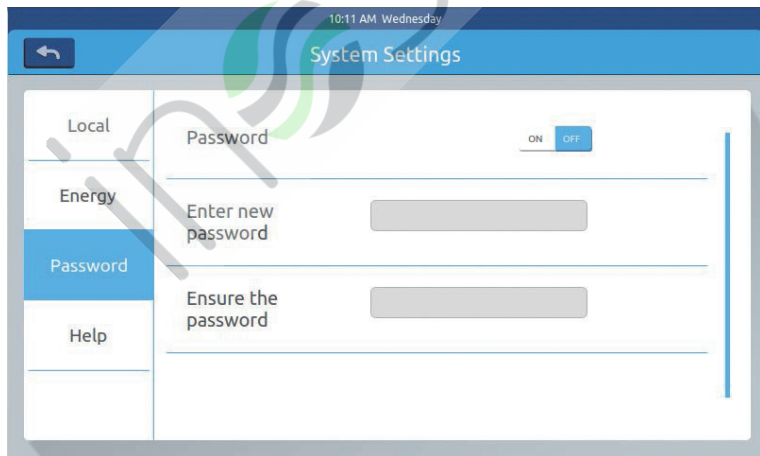 10:11 AM Wednesday
System Settings
Local
Energy
Password
Help
Password
ON OFF
Enter new
password
Ensure the
password